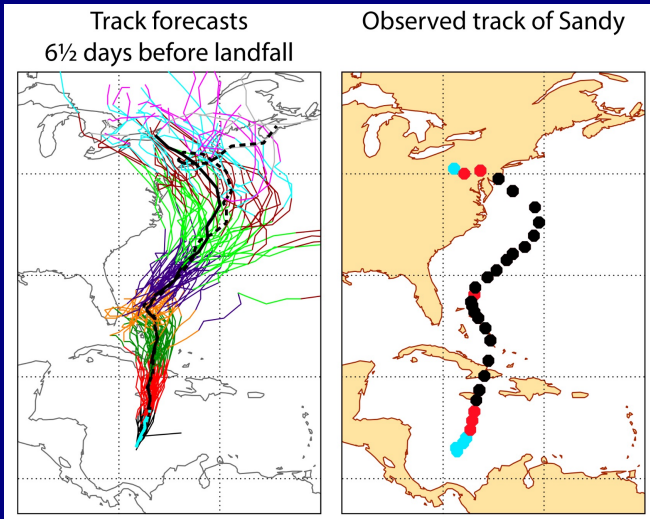 Track forecasts
6½ days before landfall
Observed track of Sandy